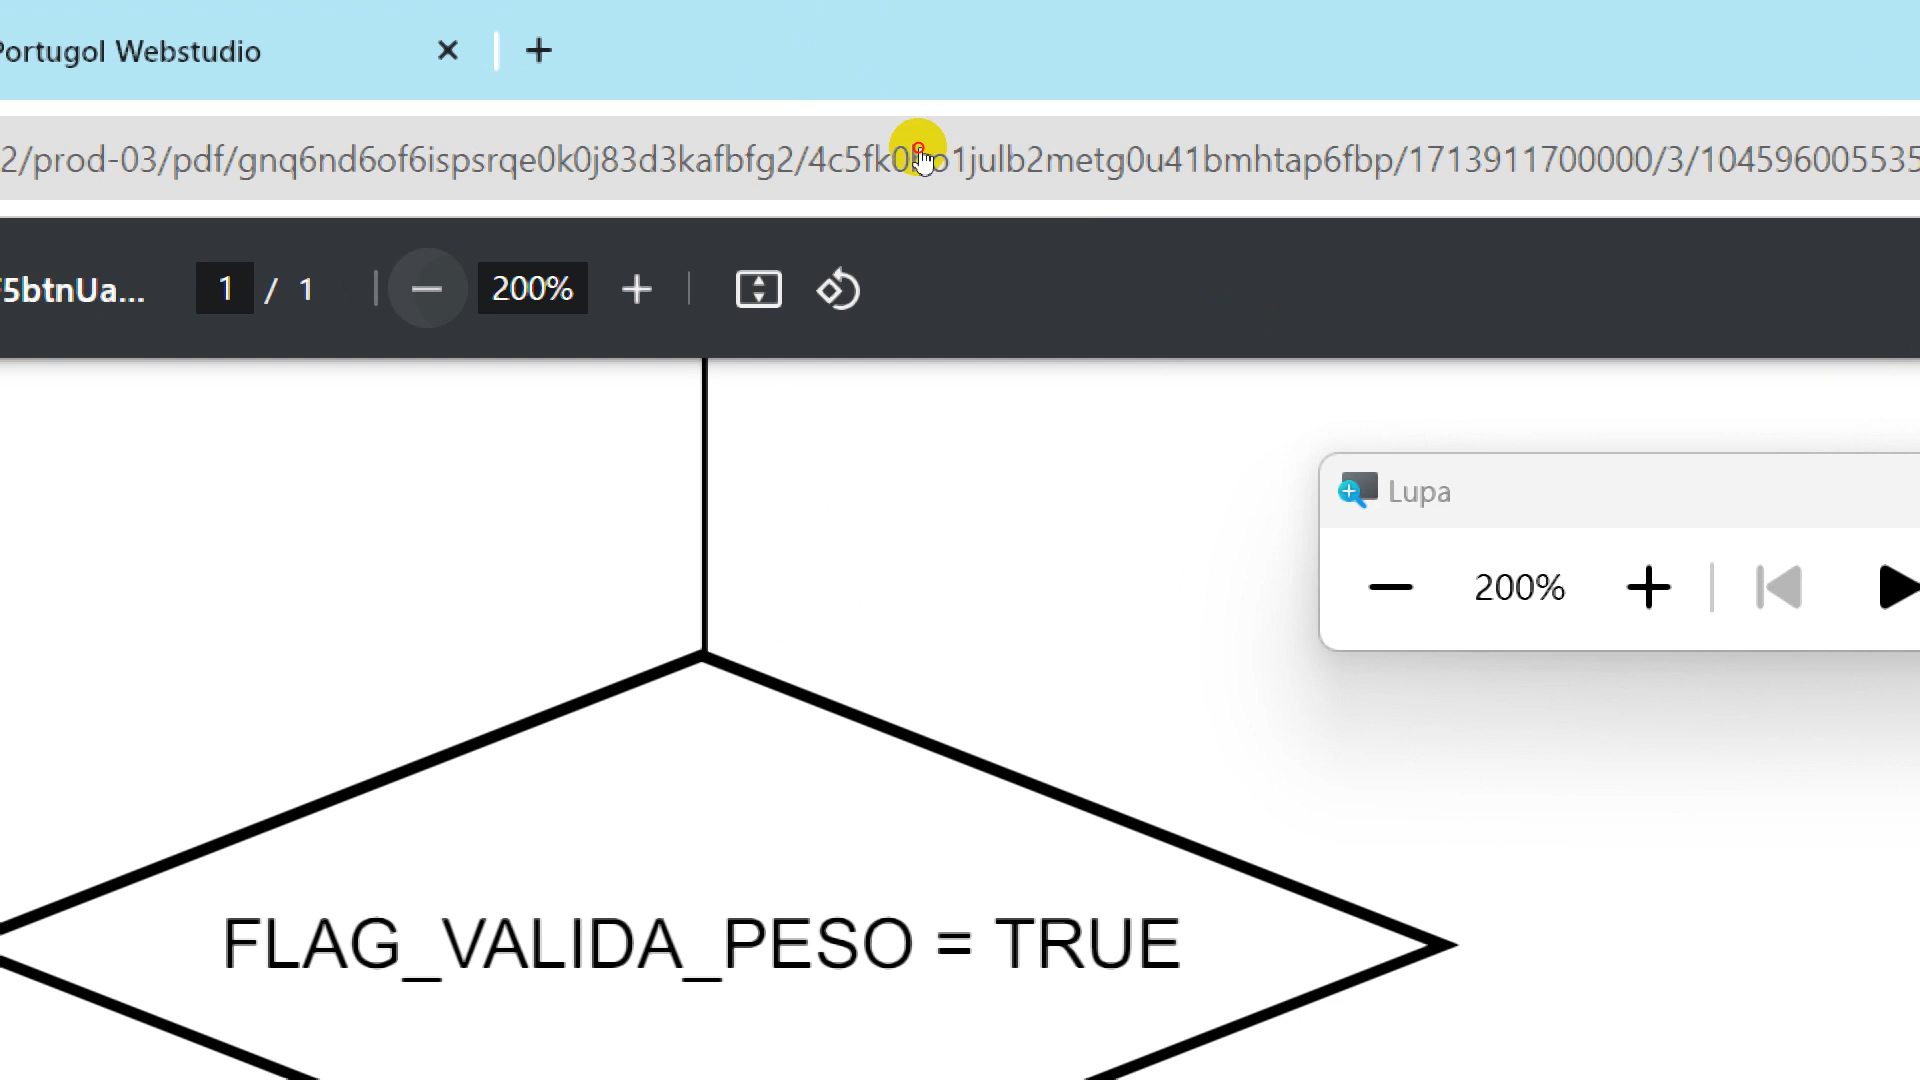 Portugol Webstudio
2/prod-03/pdf/gnq6nd6of6ispsrqe0k0j83d3kafbfg2/4c5fk0 o1julb2metg0u41bmhtap6fbp/1713911700000/3/104596005535
5btnUa...
1 / 1
200%
Lupa
200%
FLAG_VALIDA_PESO = TRUE